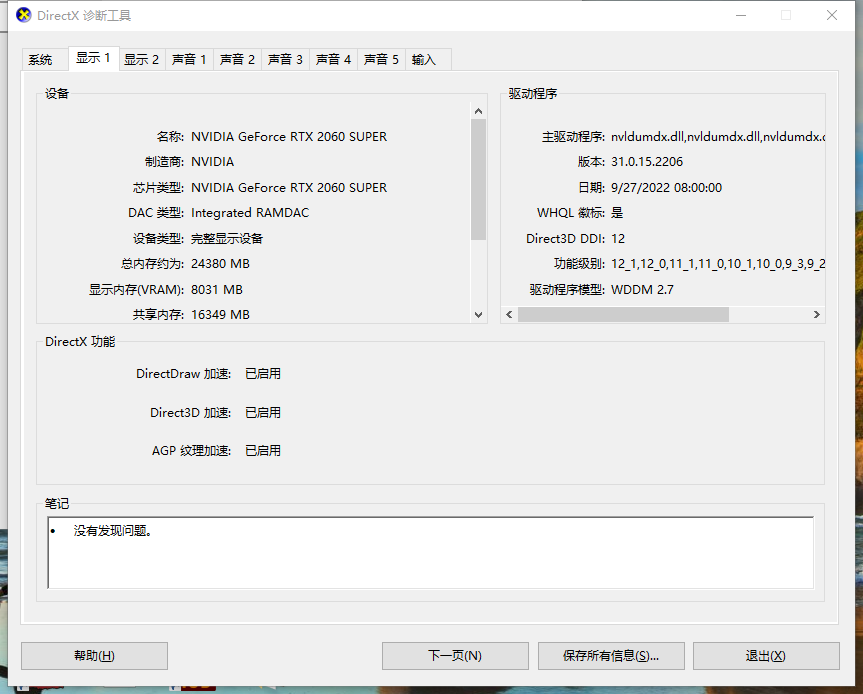 DirectX 诊断工具
系统 显示 1 显示 2 声音 1 声音 2 声音 3 声音 4 声音 5 输入
设备
名称: NVIDIA GeForce RTX 2060 SUPER
制造商: NVIDIA
芯片类型: NVIDIA GeForce RTX 2060 SUPER
DAC 类型: Integrated RAMDAC
设备类型: 完整显示设备
总内存约为: 24380 MB
显示内存(VRAM): 8031 MB
共享内存: 16349 MB
驱动程序
主驱动程序: nvldumdx.dll,nvldumdx.dll,nvldumdx.
版本: 31.0.15.2206
日期: 9/27/2022 08:00:00
WHQL 徽标: 是
Direct3D DDI: 12
功能级别: 12_1,12_0,11_1,11_0,10_1,10_0,9_3,9_2
驱动程序模型: WDDM 2.7
DirectX 功能
DirectDraw 加速: 已启用
Direct3D 加速: 已启用
AGP 纹理加速: 已启用
笔记
• 没有发现问题。
帮助(H) 下一页(N) 保存所有信息(S)... 退出(X)